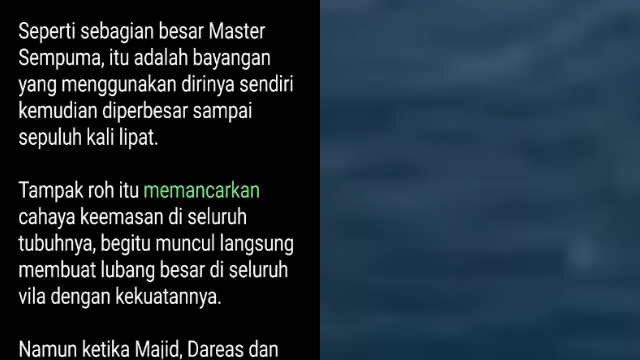 Seperti sebagian besar Master
Sempuma, itu adalah bayangan
yang menggunakan dirinya sendiri
kemudian diperbesar sampai
sepuluh kali lipat.
Tampak roh itu memancarkan
cahaya keemasan di seluruh
tubuhnya, begitu muncul langsung
membuat lubang besar di seluruh
vila dengan kekuatannya.
Namun ketika Majid, Dareas dan